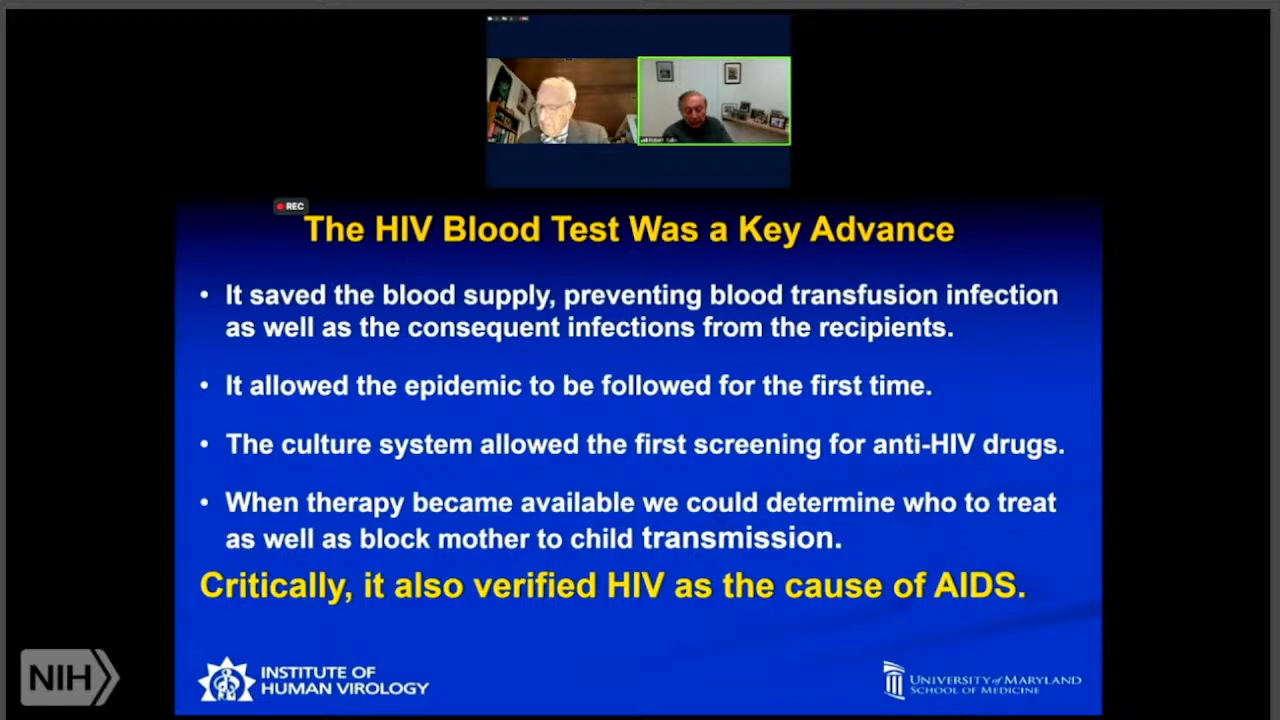 REC
The HIV Blood Test Was a Key Advance
• It saved the blood supply, preventing blood transfusion infection
as well as the consequent infections from the recipients.
• It allowed the epidemic to be followed for the first time.
• The culture system allowed the first screening for anti-HIV drugs.
• When therapy became available we could determine who to treat
as well as block mother to child transmission.
Critically, it also verified HIV as the cause of AIDS.
NIH
INSTITUTE OF
HUMAN VIROLOGY
UNIVERSITY of MARYLAND
SCHOOL OF MEDICINE